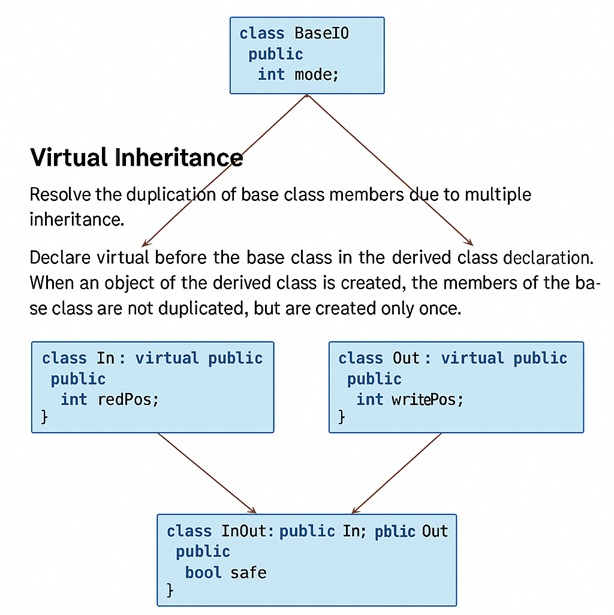 class BaseIO
public
int mode;
Virtual Inheritance
Resolve the duplication of base class members due to multiple
inheritance.
Declare virtual before the base class in the derived class declaration.
When an object of the derived class is created, the members of the ba-
se class are not duplicated, but are created only once.
class In : virtual public
public
int redPos;
}
class Out : virtual public
public
int writePos;
}
class InOut: public In; pblic Out
public
bool safe
}